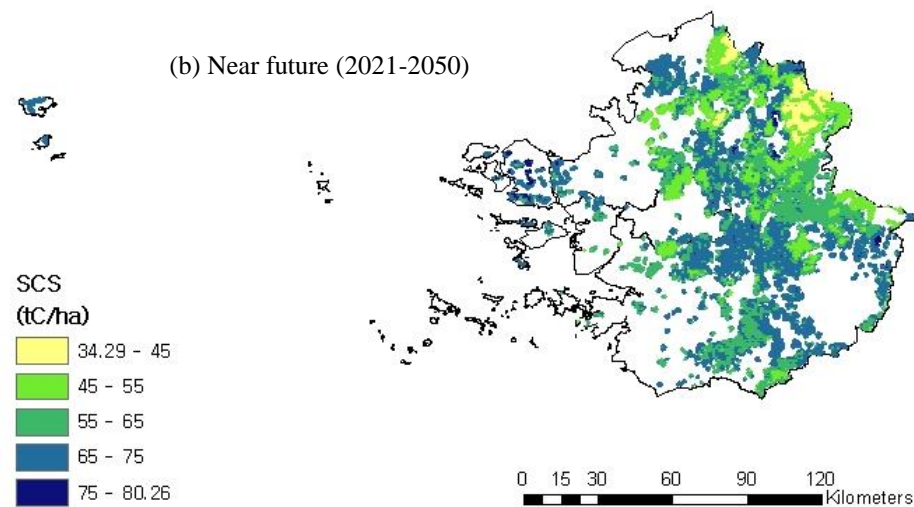 (b) Near future (2021-2050)
SCS
(tC/ha)
34.29 - 45
45 - 55
55 - 65
65 - 75
75 - 80.26
0 15 30 60 90 120
Kilometers